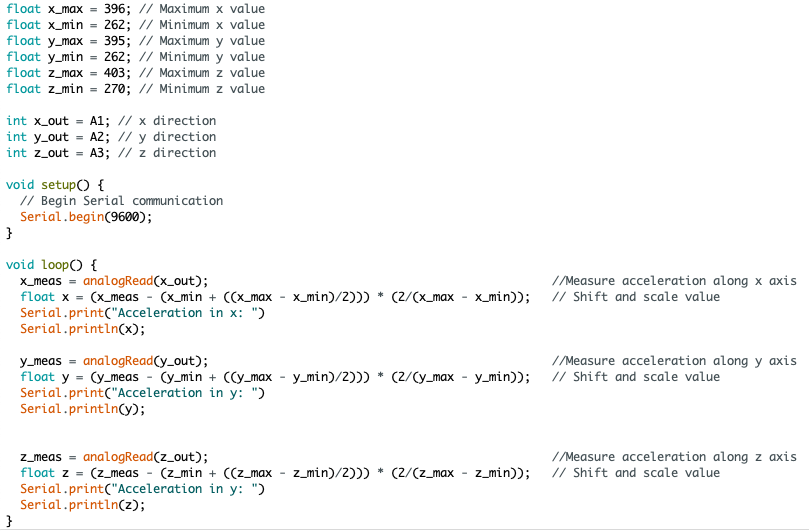 float x_max = 396; // Maximum x value
float x_min = 262; // Minimum x value
float y_max = 395; // Maximum y value
float y_min = 262; // Minimum y value
float z_max = 403; // Maximum z value
float z_min = 270; // Minimum z value

int x_out = A1; // x direction
int y_out = A2; // y direction
int z_out = A3; // z direction

void setup() {
  // Begin Serial communication
  Serial.begin(9600);
}

void loop() {
  x_meas = analogRead(x_out);                                                 //Measure acceleration along x axis
  float x = (x_meas - (x_min + ((x_max - x_min)/2))) * (2/(x_max - x_min));   // Shift and scale value
  Serial.print("Acceleration in x: ")
  Serial.println(x);

  y_meas = analogRead(y_out);                                                 //Measure acceleration along y axis
  float y = (y_meas - (y_min + ((y_max - y_min)/2))) * (2/(y_max - y_min));   // Shift and scale value
  Serial.print("Acceleration in y: ")
  Serial.println(y);


  z_meas = analogRead(z_out);                                                 //Measure acceleration along z axis
  float z = (z_meas - (z_min + ((z_max - z_min)/2))) * (2/(z_max - z_min));   // Shift and scale value
  Serial.print("Acceleration in y: ")
  Serial.println(z);
}